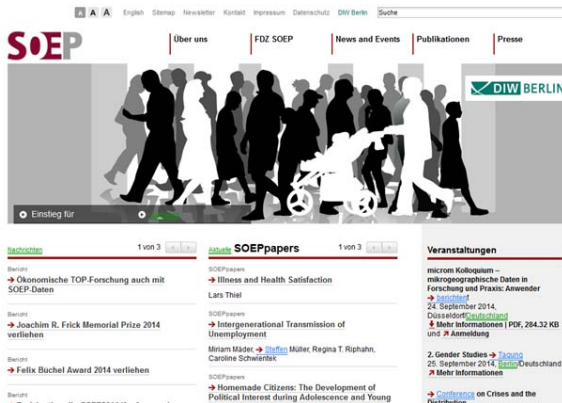 A A A English Sitemap Newsletter Kontakt Impressum Datenschutz DIW Berlin Suche
SOEP
Über uns FDZ SOEP News and Events Publikationen Presse
DIW BERLIN
Einstieg für
Nachrichten 1 von 3
Bericht
→ Ökonomische TOP-Forschung auch mit
SOEP-Daten
Bericht
→ Joachim R. Frick Memorial Prize 2014
verliehen
Bericht
→ Felix Buchel Award 2014 verliehen
Bericht
Aktuelle SOEPpapers 1 von 3
SOEPpapers
→ Illness and Health Satisfaction
Lars Thiel
SOEPpapers
→ Intergenerational Transmission of
Unemployment
Miriam Mäder, → Steffen Müller, Regina T. Riphahn,
Caroline Schwientek
SOEPpapers
→ Homemade Citizens: The Development of
Political Interest during Adolescence and Young
Veranstaltungen
microm Kolloquium –
mikrogeographische Daten in
Forschung und Praxis: Anwender
→ berichten!
24. September 2014,
Düsseldorf/Deutschland
Mehr Informationen | PDF, 284.32 KB
und Anmeldung
2. Gender Studies → Tagung
25. September 2014, Berlin/Deutschland
Mehr Informationen
→ Conference on Crises and the
Distribution